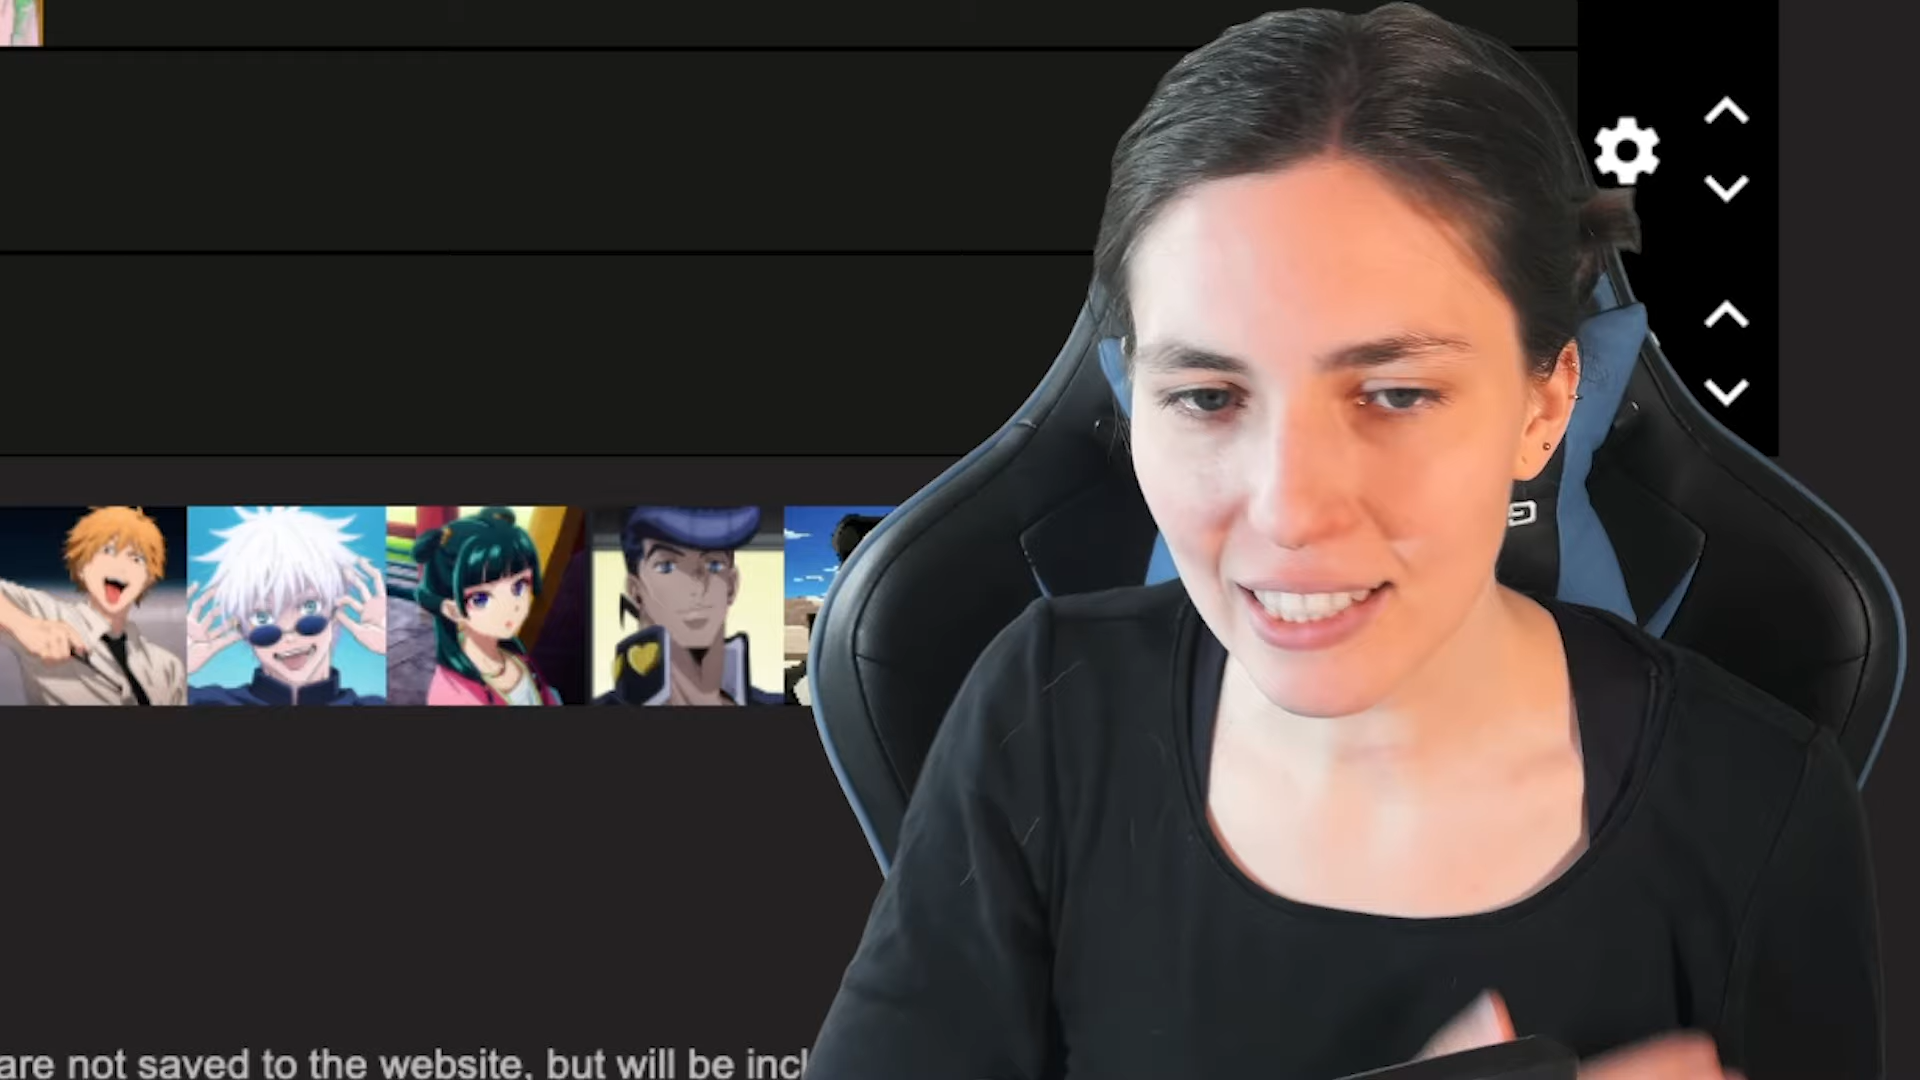 are not saved to the website, but will be incl